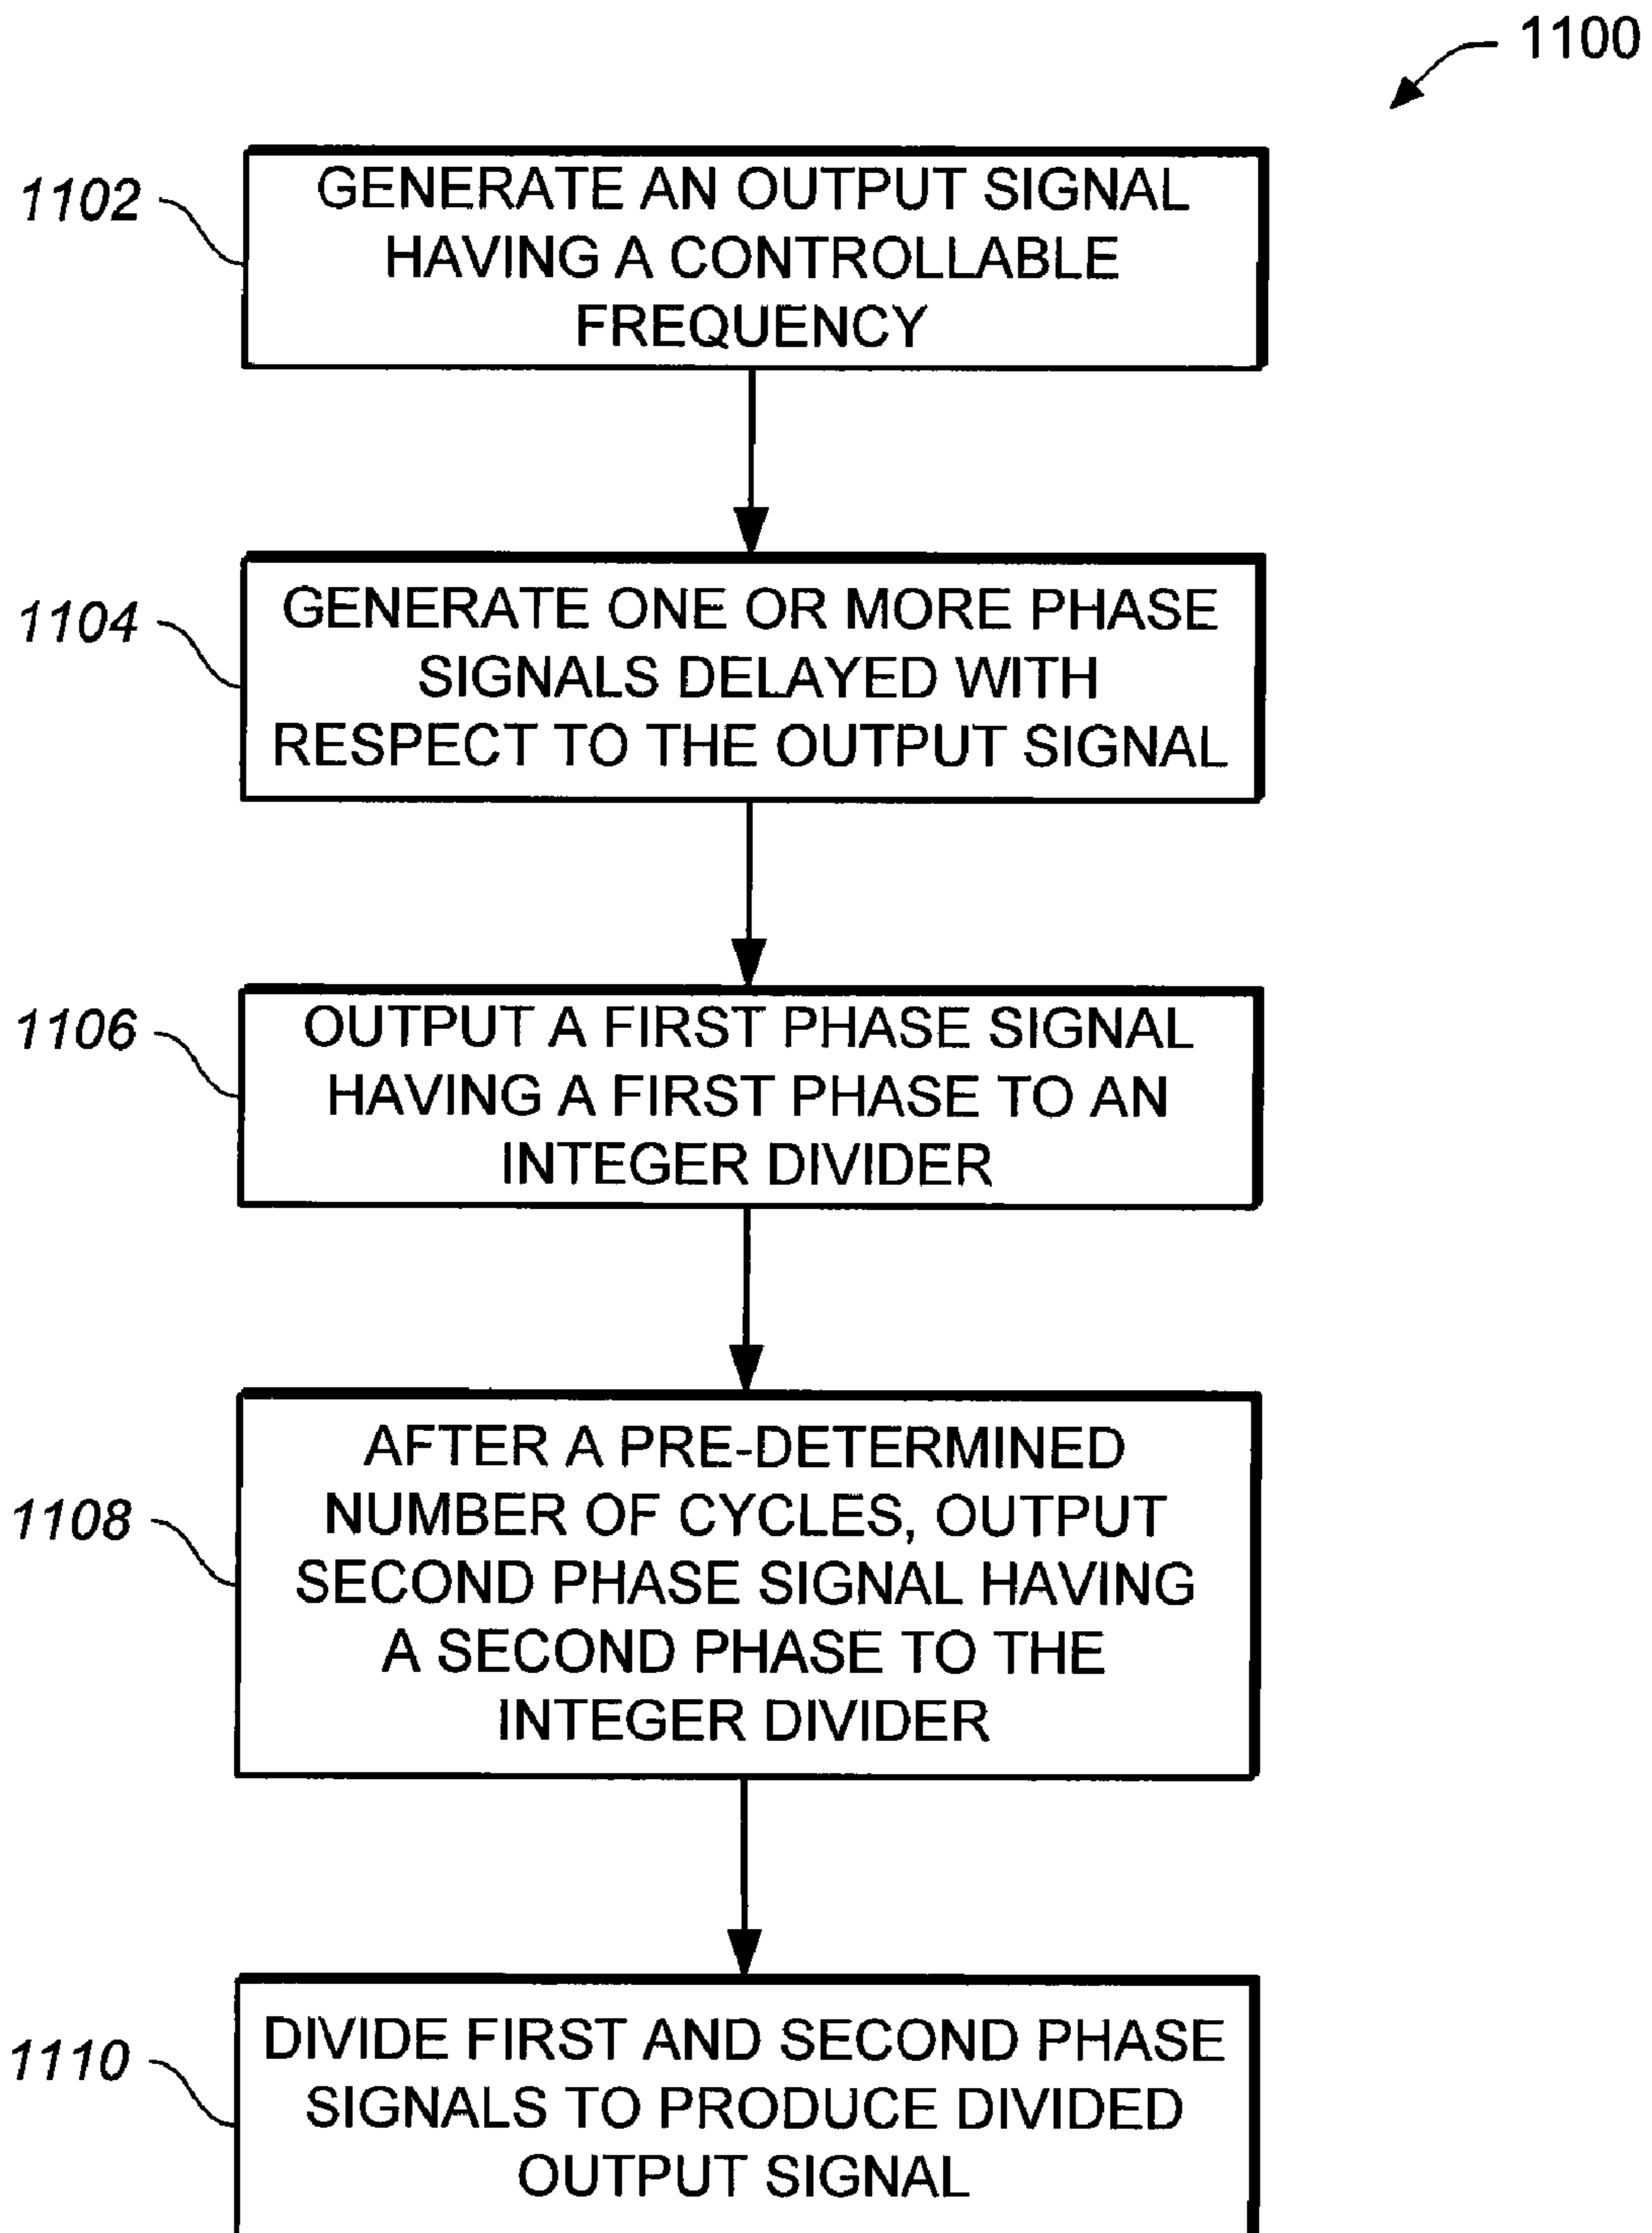 1100
1102
GENERATE AN OUTPUT SIGNAL
HAVING A CONTROLLABLE
FREQUENCY
1104
GENERATE ONE OR MORE PHASE
SIGNALS DELAYED WITH
RESPECT TO THE OUTPUT SIGNAL
1106
OUTPUT A FIRST PHASE SIGNAL
HAVING A FIRST PHASE TO AN
INTEGER DIVIDER
1108
AFTER A PRE-DETERMINED
NUMBER OF CYCLES, OUTPUT
SECOND PHASE SIGNAL HAVING
A SECOND PHASE TO THE
INTEGER DIVIDER
1110
DIVIDE FIRST AND SECOND PHASE
SIGNALS TO PRODUCE DIVIDED
OUTPUT SIGNAL